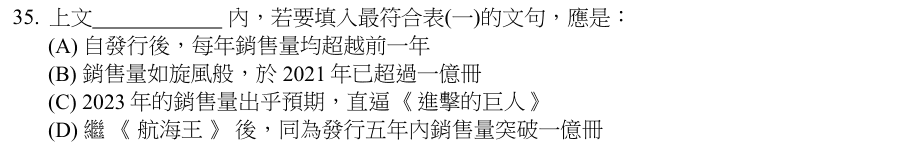 35. 上文____________ 內，若要填入最符合表(一)的文句，應是：
(A) 自發行後，每年銷售量均超越前一年
(B) 銷售量如旋風般，於 2021 年已超過一億冊
(C) 2023 年的銷售量出乎預期，直逼《 進擊的巨人 》
(D) 繼 《 航海王 》 後，同為發行五年內銷售量突破一億冊